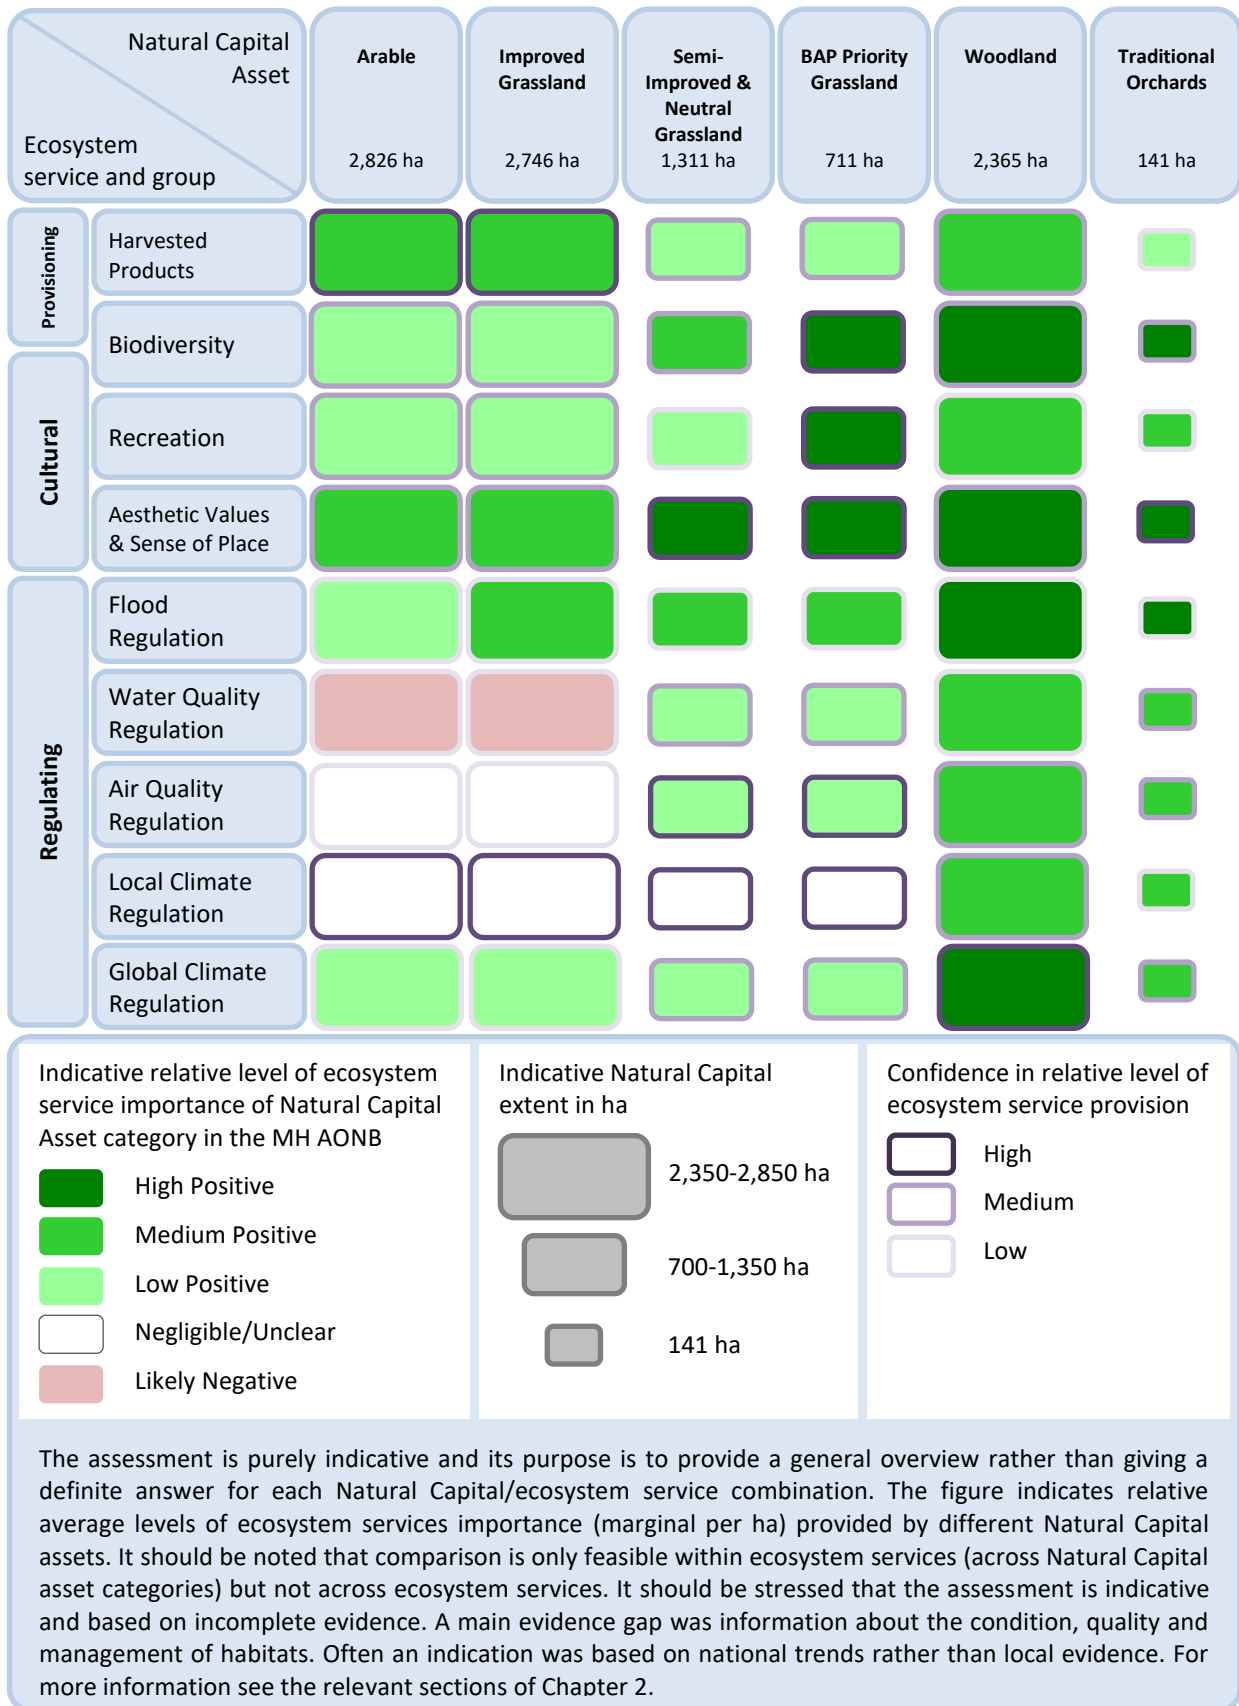 Natural Capital
Asset
Ecosystem
service and group
Arable
2,826 ha
Improved
Grassland
2,746 ha
Semi-
Improved &
Neutral
Grassland
1,311 ha
BAP Priority
Grassland
711 ha
Woodland
2,365 ha
Traditional
Orchards
141 ha
Provisioning
Harvested
Products
Biodiversity
Cultural
Recreation
Aesthetic Values
& Sense of Place
Regulating
Flood
Regulation
Water Quality
Regulation
Air Quality
Regulation
Local Climate
Regulation
Global Climate
Regulation
Indicative relative level of ecosystem
service importance of Natural Capital
Asset category in the MH AONB
High Positive
Medium Positive
Low Positive
Negligible/Unclear
Likely Negative
Indicative Natural Capital
extent in ha
2,350-2,850 ha
700-1,350 ha
141 ha
Confidence in relative level of
ecosystem service provision
High
Medium
Low
The assessment is purely indicative and its purpose is to provide a general overview rather than giving a
definite answer for each Natural Capital/ecosystem service combination. The figure indicates relative
average levels of ecosystem services importance (marginal per ha) provided by different Natural Capital
assets. It should be noted that comparison is only feasible within ecosystem services (across Natural Capital
asset categories) but not across ecosystem services. It should be stressed that the assessment is indicative
and based on incomplete evidence. A main evidence gap was information about the condition, quality and
management of habitats. Often an indication was based on national trends rather than local evidence. For
more information see the relevant sections of Chapter 2.